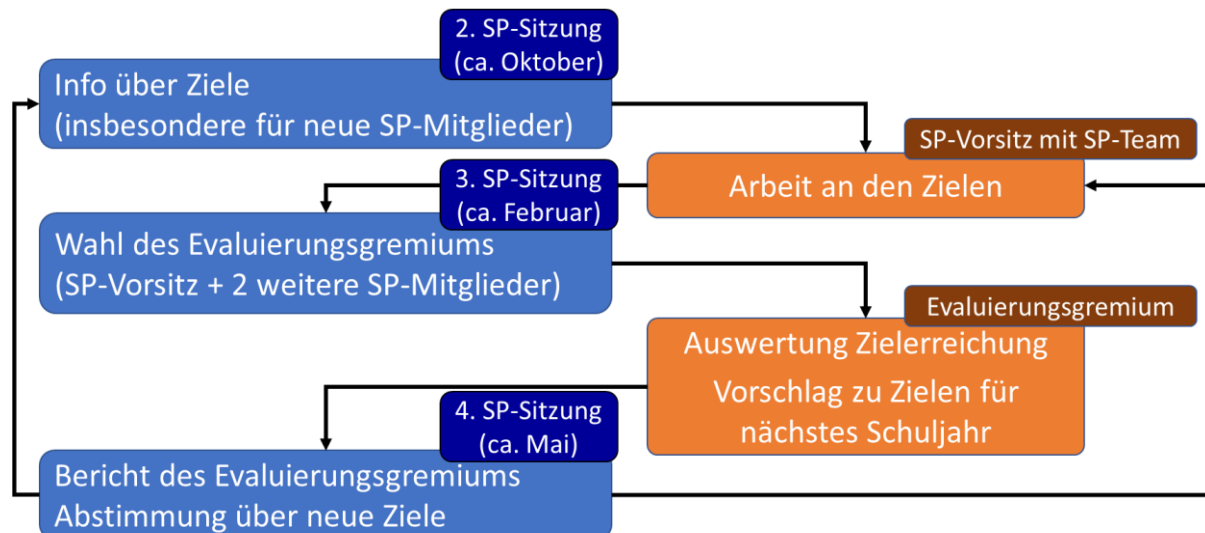 2. SP-Sitzung
(ca. Oktober)
Info über Ziele
(insbesondere für neue SP-Mitglieder)
SP-Vorsitz mit SP-Team
Arbeit an den Zielen
3. SP-Sitzung
(ca. Februar)
Wahl des Evaluierungsgremiums
(SP-Vorsitz + 2 weitere SP-Mitglieder)
Evaluierungsgremium
Auswertung Zielerreichung
Vorschlag zu Zielen für
nächstes Schuljahr
4. SP-Sitzung
(ca. Mai)
Bericht des Evaluierungsgremiums
Abstimmung über neue Ziele